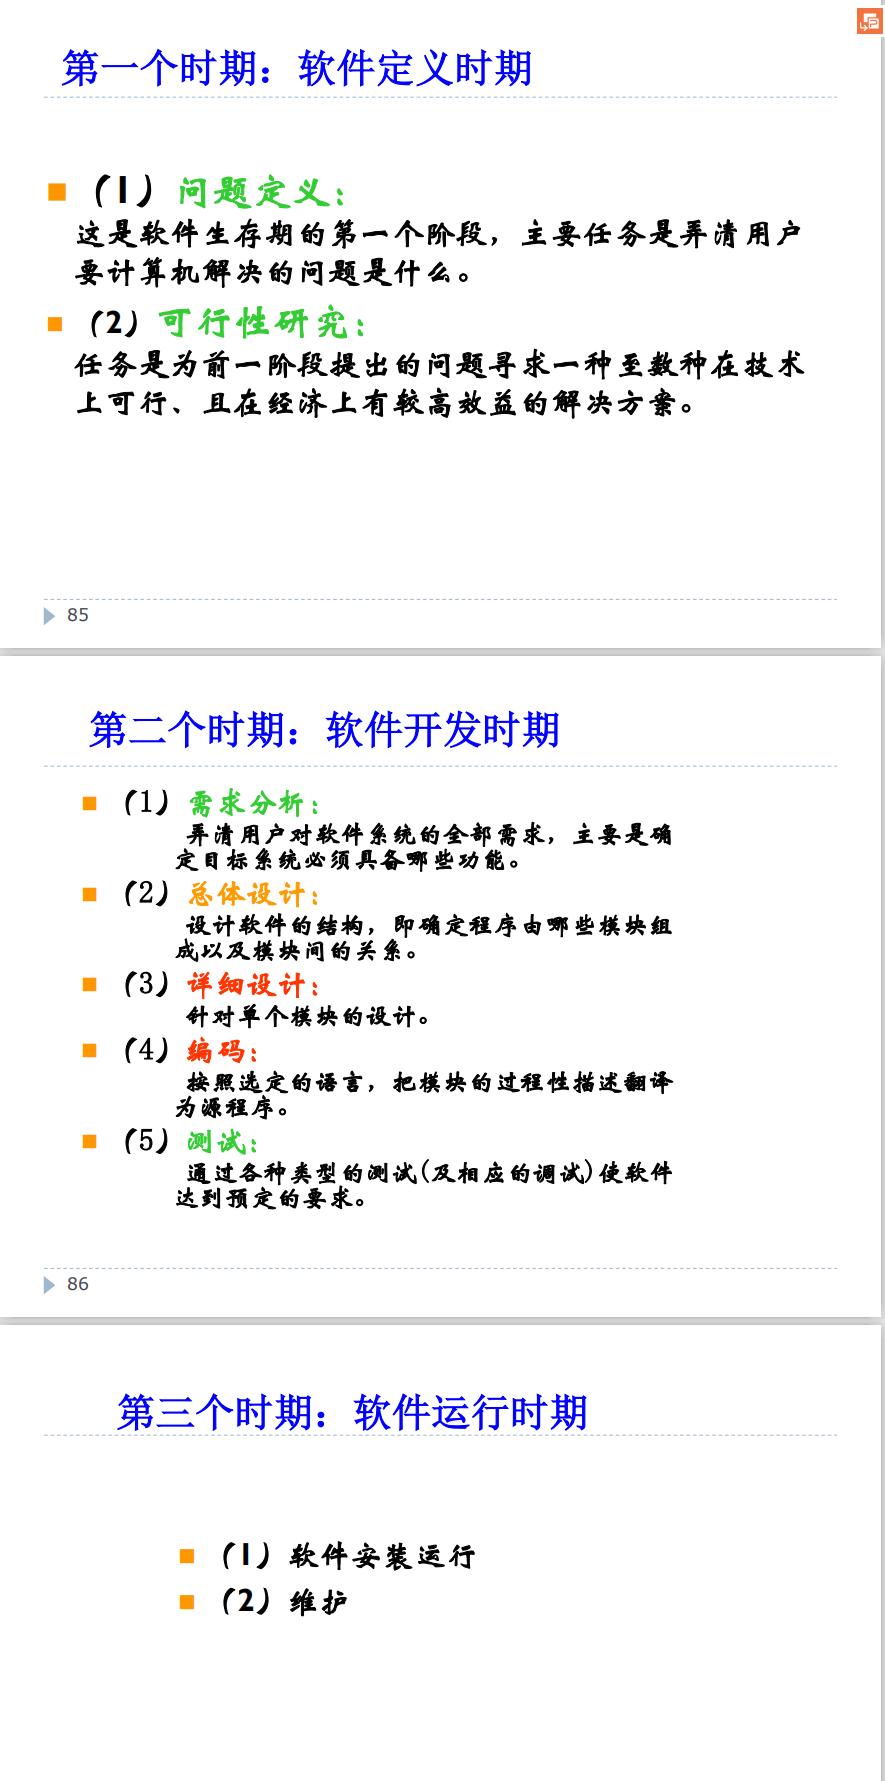 第一个时期：软件定义时期
（1）问题定义：
这是软件生存期的第一个阶段，主要任务是弄清用户
要计算机解决的问题是什么。
（2）可行性研究：
任务是为前一阶段提出的问题寻求一种至数种在技术
上可行、且在经济上有较高效益的解决方案。
85
第二个时期：软件开发时期
（1）需求分析：
弄清用户对软件系统的全部需求，主要是确
定目标系统必须具备哪些功能。
（2）总体设计：
设计软件的结构，即确定程序由哪些模块组
成以及模块间的关系。
（3）详细设计：
针对单个模块的设计。
（4）编码：
按照选定的语言，把模块的过程性描述翻译
为源程序。
（5）测试：
通过各种类型的测试(及相应的调试)使软件
达到预定的要求。
86
第三个时期：软件运行时期
（1）软件安装运行
（2）维护